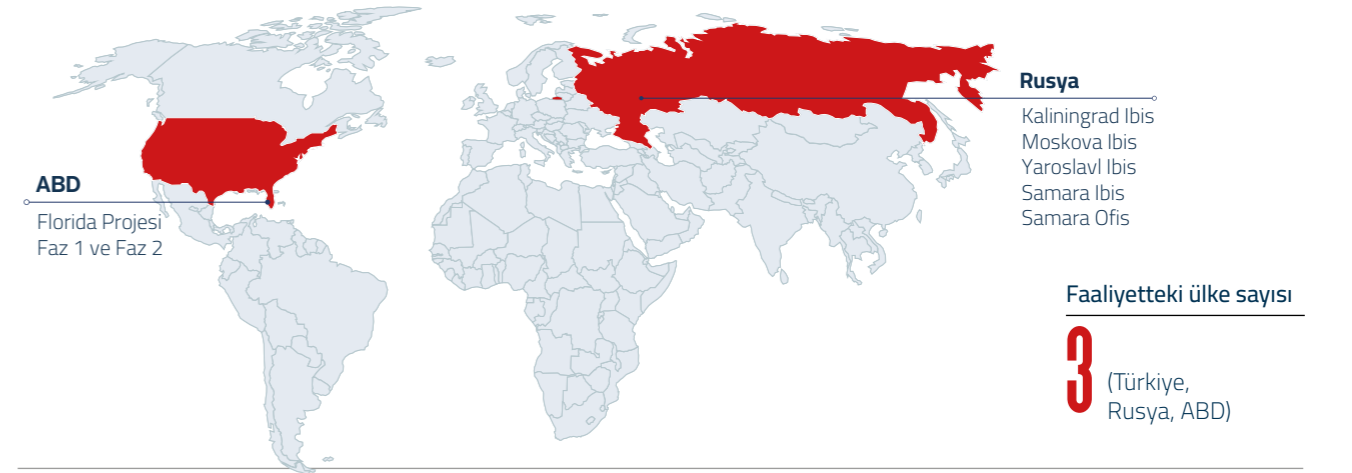 ABD
Florida Projesi
Faz 1 ve Faz 2
Rusya
Kaliningrad Ibis
Moskova Ibis
Yaroslavl Ibis
Samara Ibis
Samara Ofis
Faaliyetteki ülke sayısı
3
(Türkiye,
Rusya, ABD)